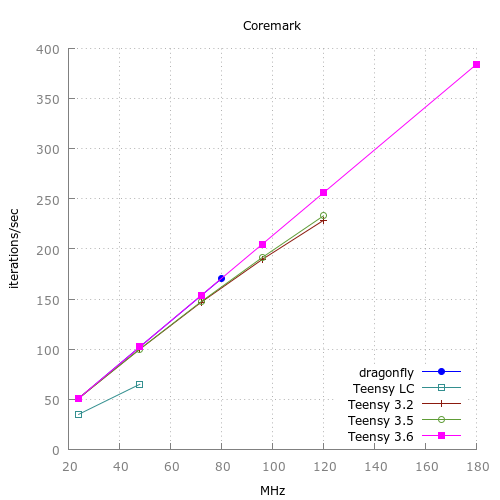 Coremark
400
350
300
250
200
150
100
50
0
iterations/sec
dragonfly
Teensy LC
Teensy 3.2
Teensy 3.5
Teensy 3.6
20 40 60 80 100 120 140 160 180
MHz